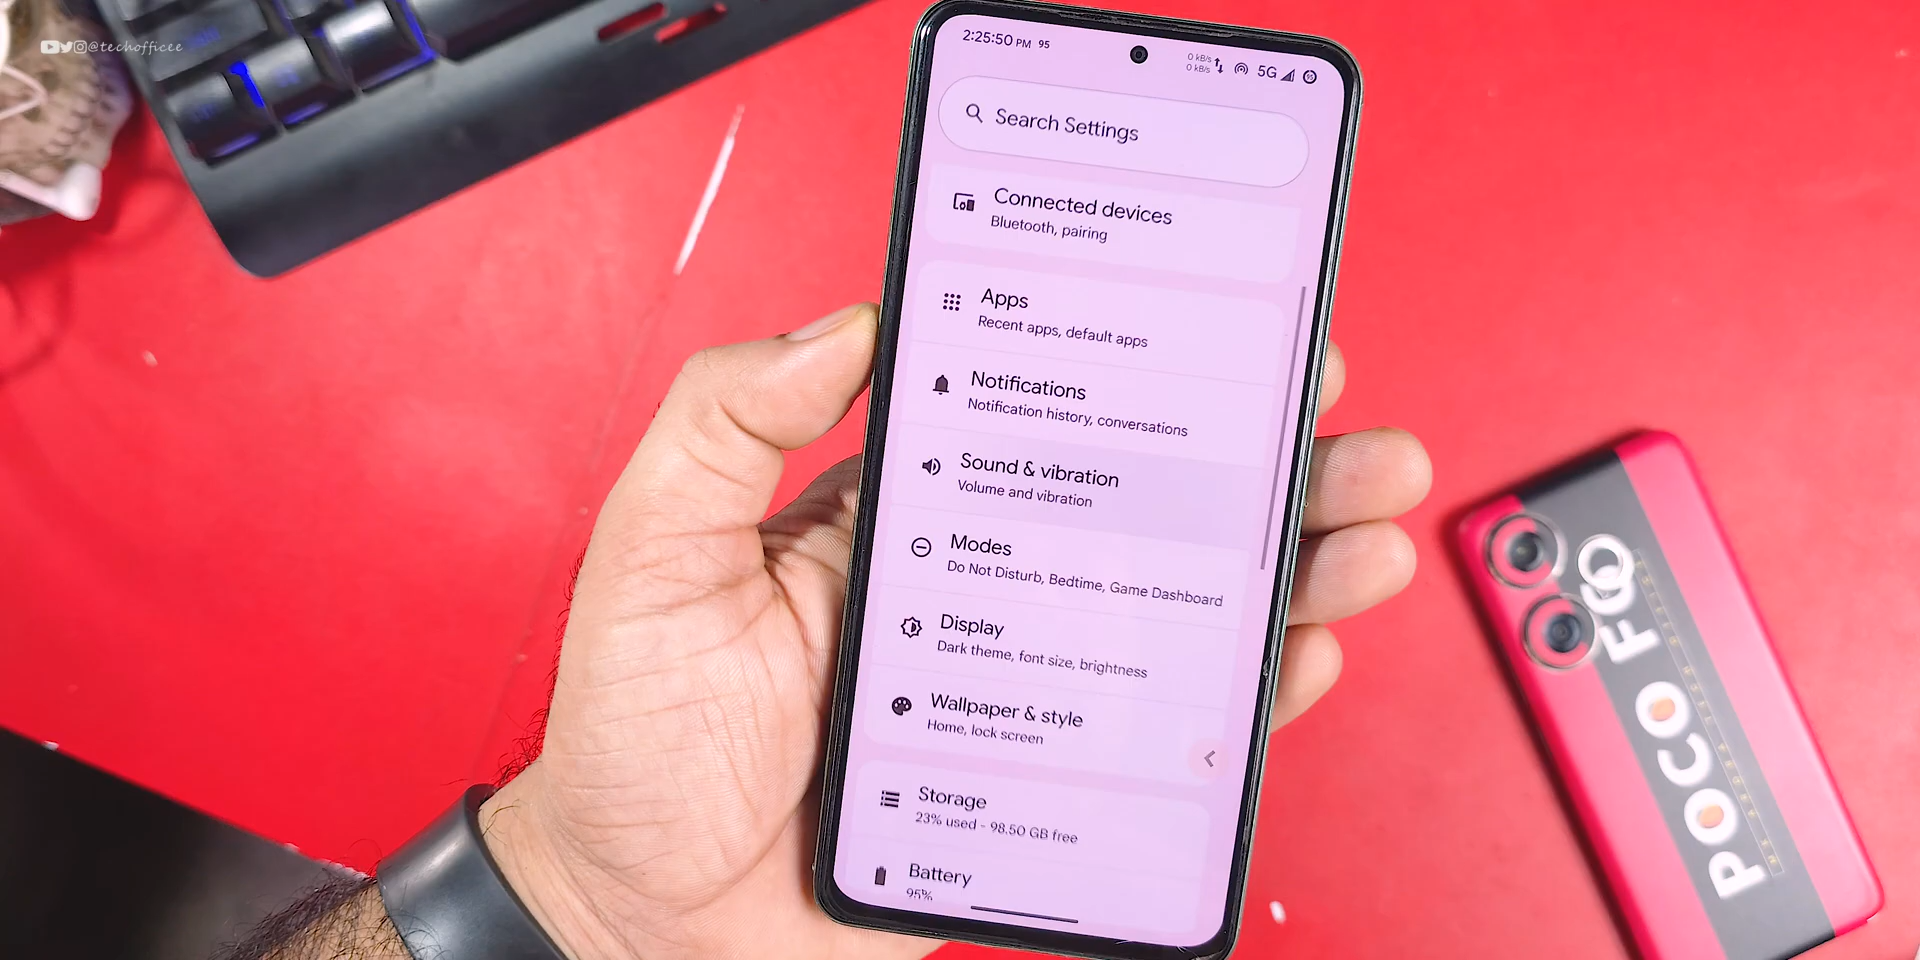 @techofficee
2:25:50 PM 95
0 kB/s
0 kB/s
5G
Search Settings
Connected devices
Bluetooth, pairing
Apps
Recent apps, default apps
Notifications
Notification history, conversations
Sound & vibration
Volume and vibration
Modes
Do Not Disturb, Bedtime, Game Dashboard
Display
Dark theme, font size, brightness
Wallpaper & style
Home, lock screen
Storage
23% used - 98.50 GB free
Battery
95%
POCO